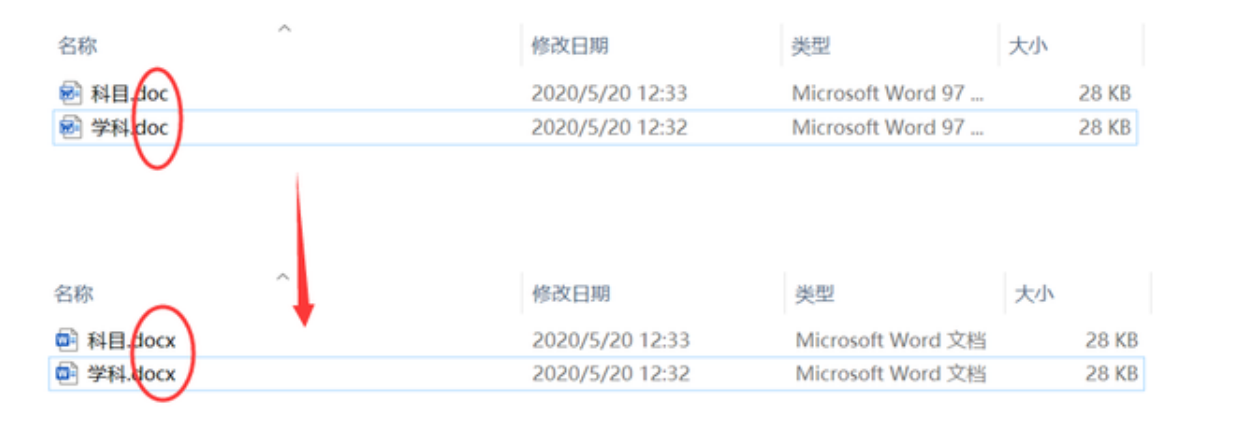 名称 修改日期 类型 大小
科目.doc 2020/5/20 12:33 Microsoft Word 97 ... 28 KB
学科.doc 2020/5/20 12:32 Microsoft Word 97 ... 28 KB
名称 修改日期 类型 大小
科目.docx 2020/5/20 12:33 Microsoft Word 文档 28 KB
学科.docx 2020/5/20 12:32 Microsoft Word 文档 28 KB